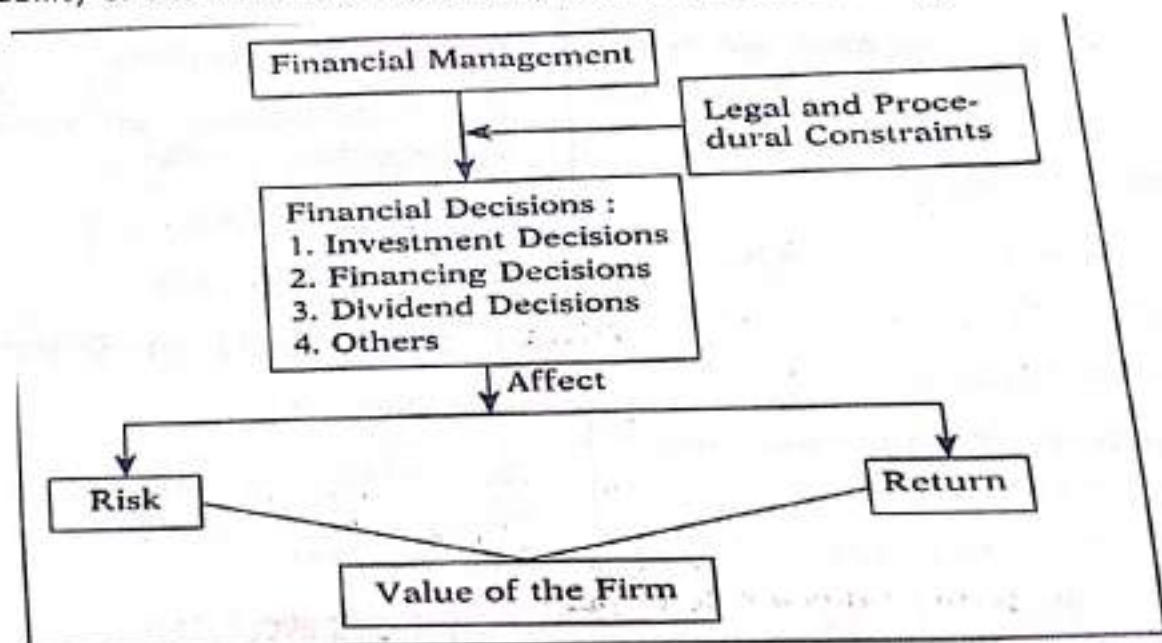 Financial Management
Legal and Proce-
dural Constraints
Financial Decisions :
1. Investment Decisions
2. Financing Decisions
3. Dividend Decisions
4. Others
Affect
Risk
Return
Value of the Firm